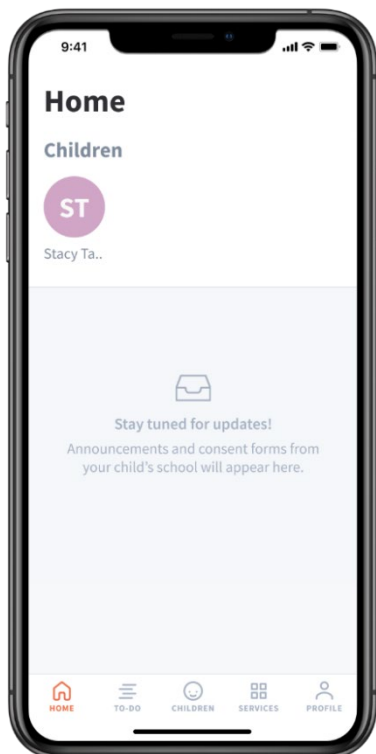 9:41
Home
Children
ST
Stacy Ta..
Stay tuned for updates!
Announcements and consent forms from
your child's school will appear here.
HOME TO-DO CHILDREN SERVICES PROFILE